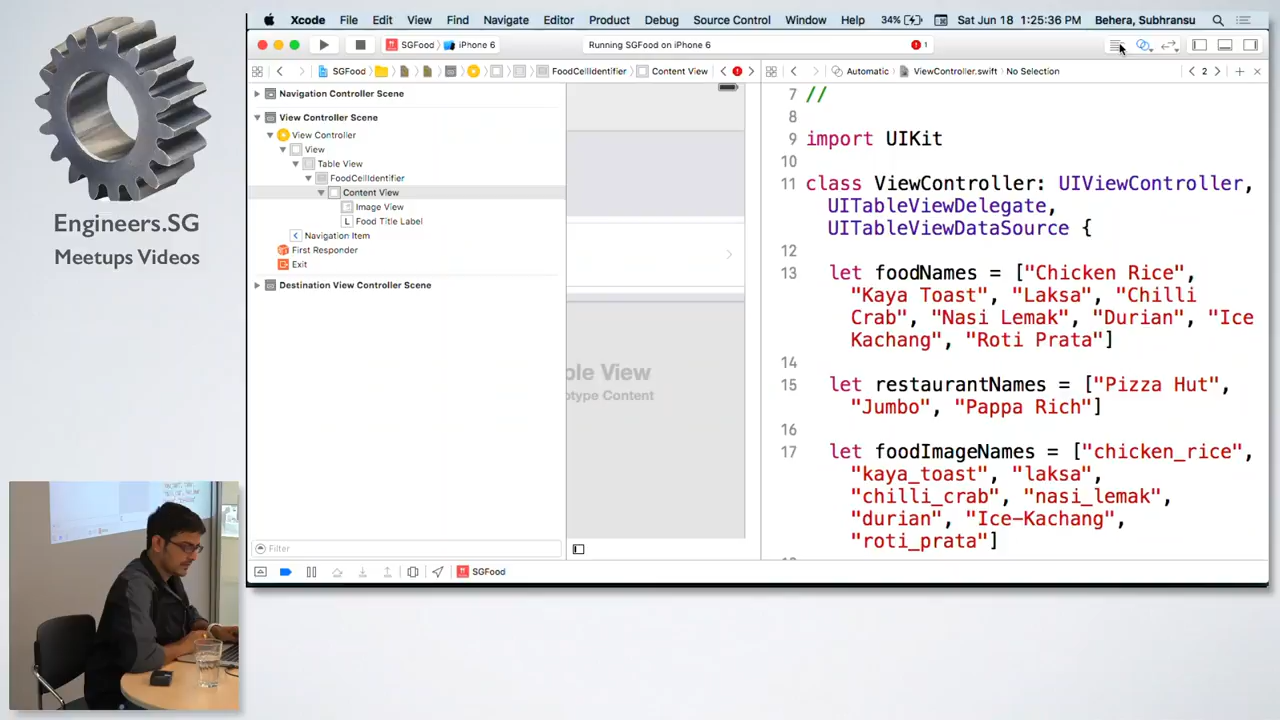 Xcode File Edit View Find Navigate Editor Product Debug Source Control Window Help 34% Sat Jun 18 1:25:36 PM Behera, Subhransu
SGFood iPhone 6 Running SGFood on iPhone 6 1
SGFood FoodCellIdentifier Content View Automatic ViewController.swift No Selection 2
Navigation Controller Scene
View Controller Scene
View Controller
View
Table View
FoodCellIdentifier
Content View
Image View
L Food Title Label
Navigation Item
First Responder
Exit
Destination View Controller Scene
Filter
ble View
otype Content
7 //
8
9 import UIKit
10
11 class ViewController: UIViewController,
UITableViewDelegate,
UITableViewDataSource {
12
13 let foodNames = ["Chicken Rice",
"Kaya Toast", "Laksa", "Chilli
Crab", "Nasi Lemak", "Durian", "Ice
Kachang", "Roti Prata"]
14
15 let restaurantNames = ["Pizza Hut",
"Jumbo", "Pappa Rich"]
16
17 let foodImageNames = ["chicken_rice",
"kaya_toast", "laksa",
"chilli_crab", "nasi_lemak",
"durian", "Ice-Kachang",
"roti_prata"]
SGFood
Engineers.SG
Meetups Videos